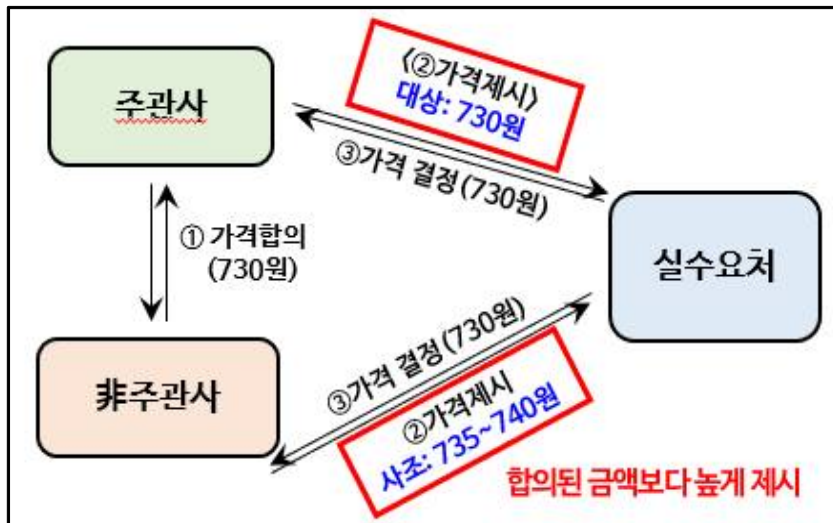 주관사
〈②가격제시〉
대상: 730원
③가격 결정(730원)
① 가격합의
(730원)
실수요처
非주관사
③가격 결정(730원)
②가격제시
사조: 735~740원
합의된 금액보다 높게 제시